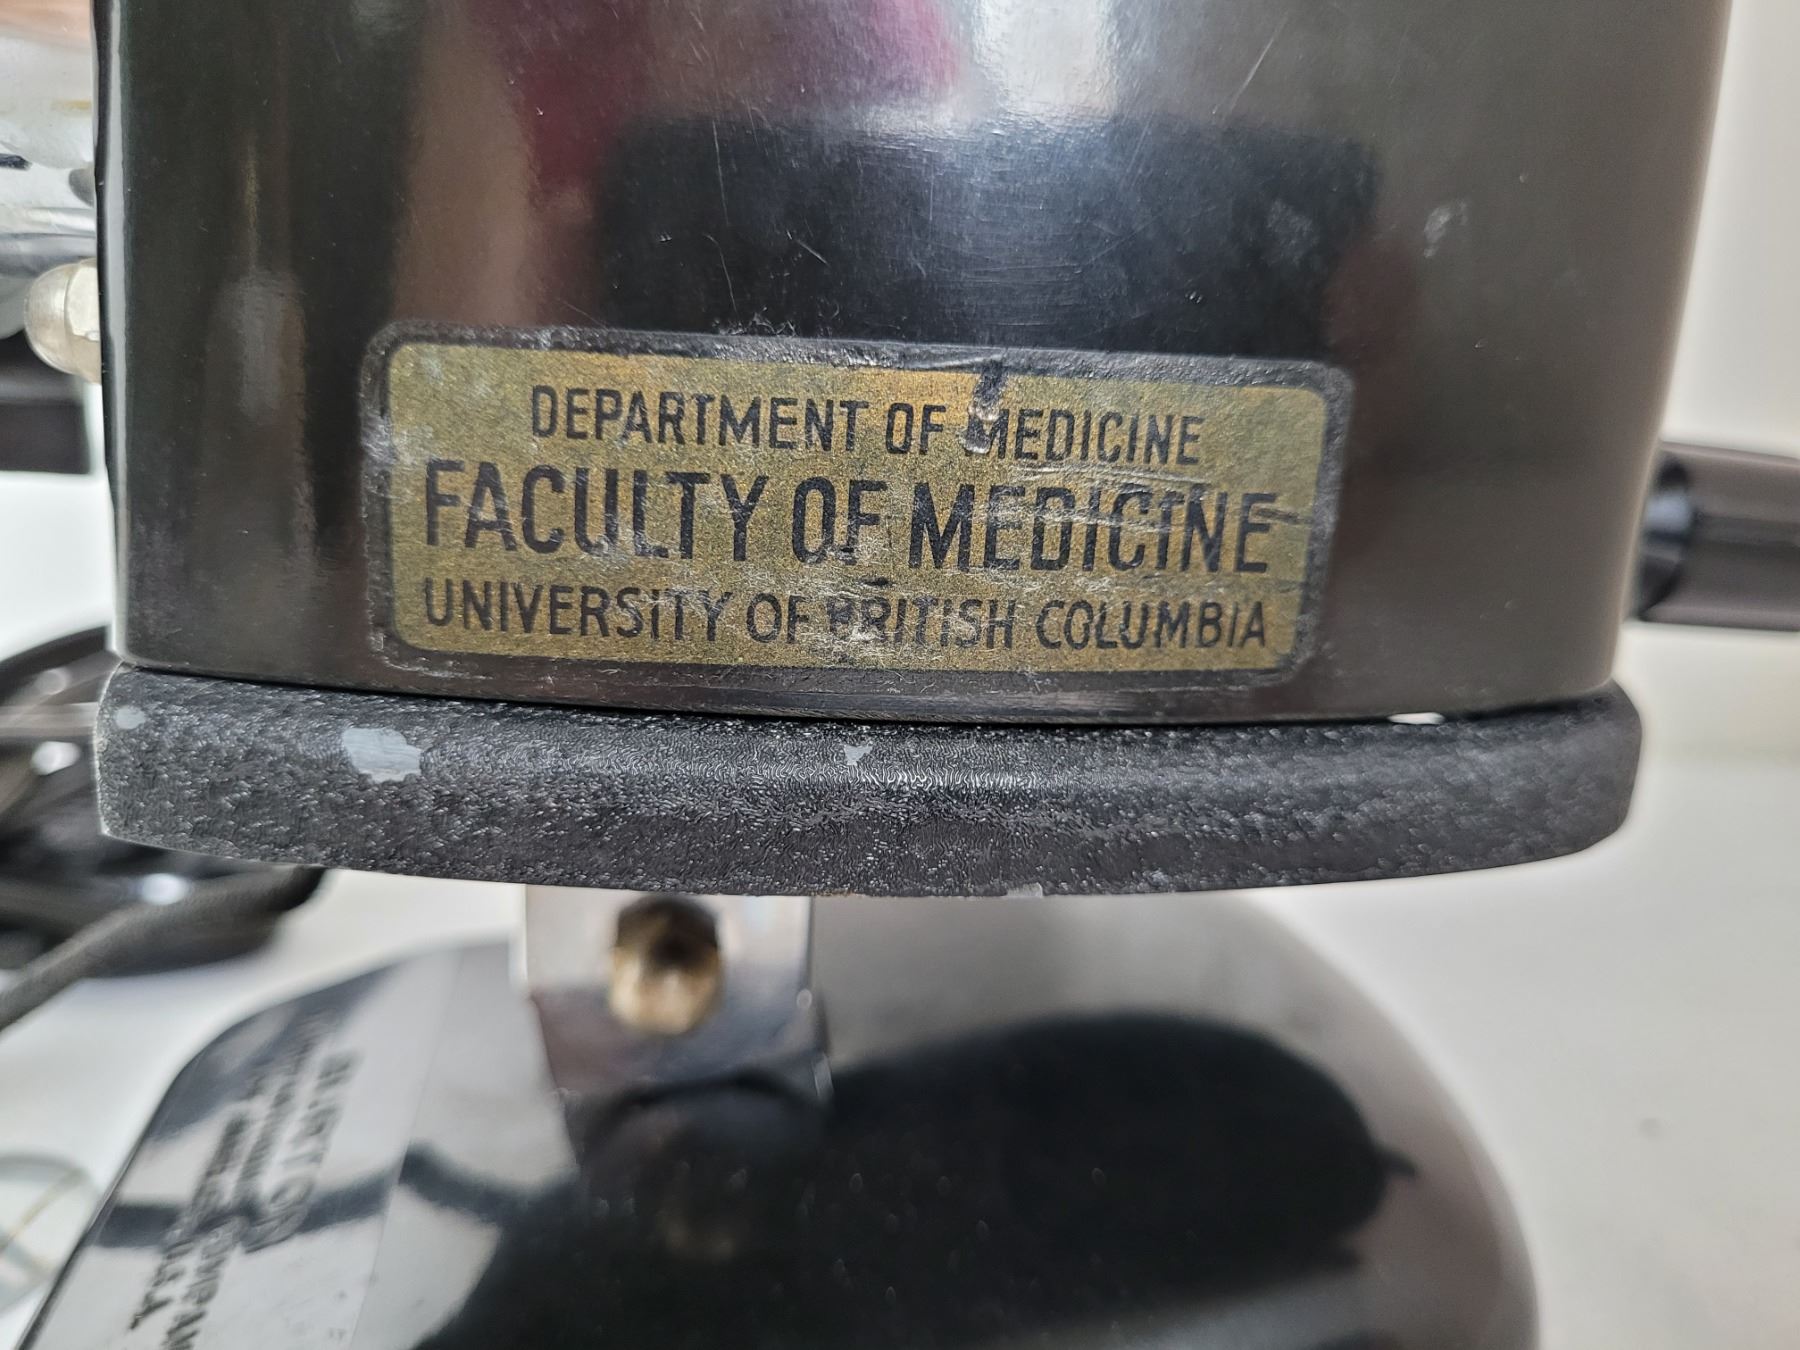 DEPARTMENT OF MEDICINE
FACULTY OF MEDICINE
UNIVERSITY OF BRITISH COLUMBIA